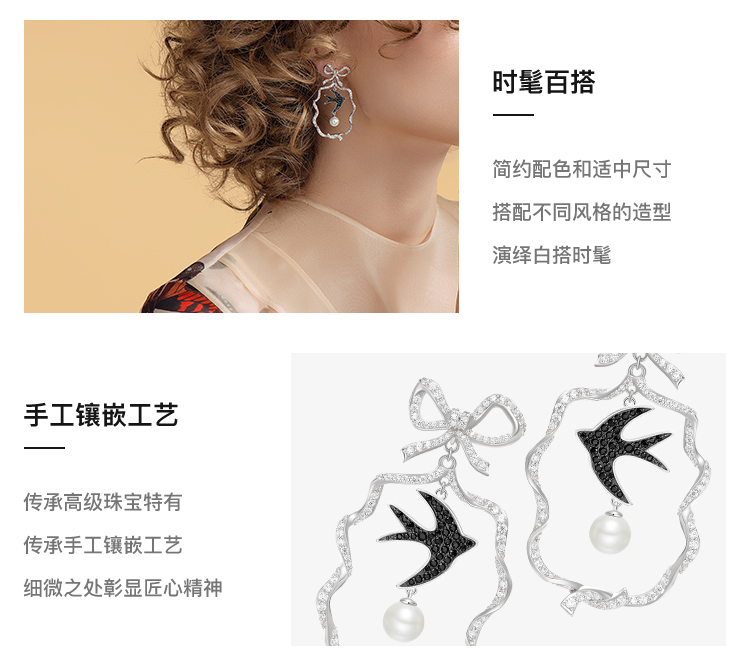 时髦百搭
简约配色和适中尺寸
搭配不同风格的造型
演绎白搭时髦
手工镶嵌工艺
传承高级珠宝特有
传承手工镶嵌工艺
细微之处彰显匠心精神